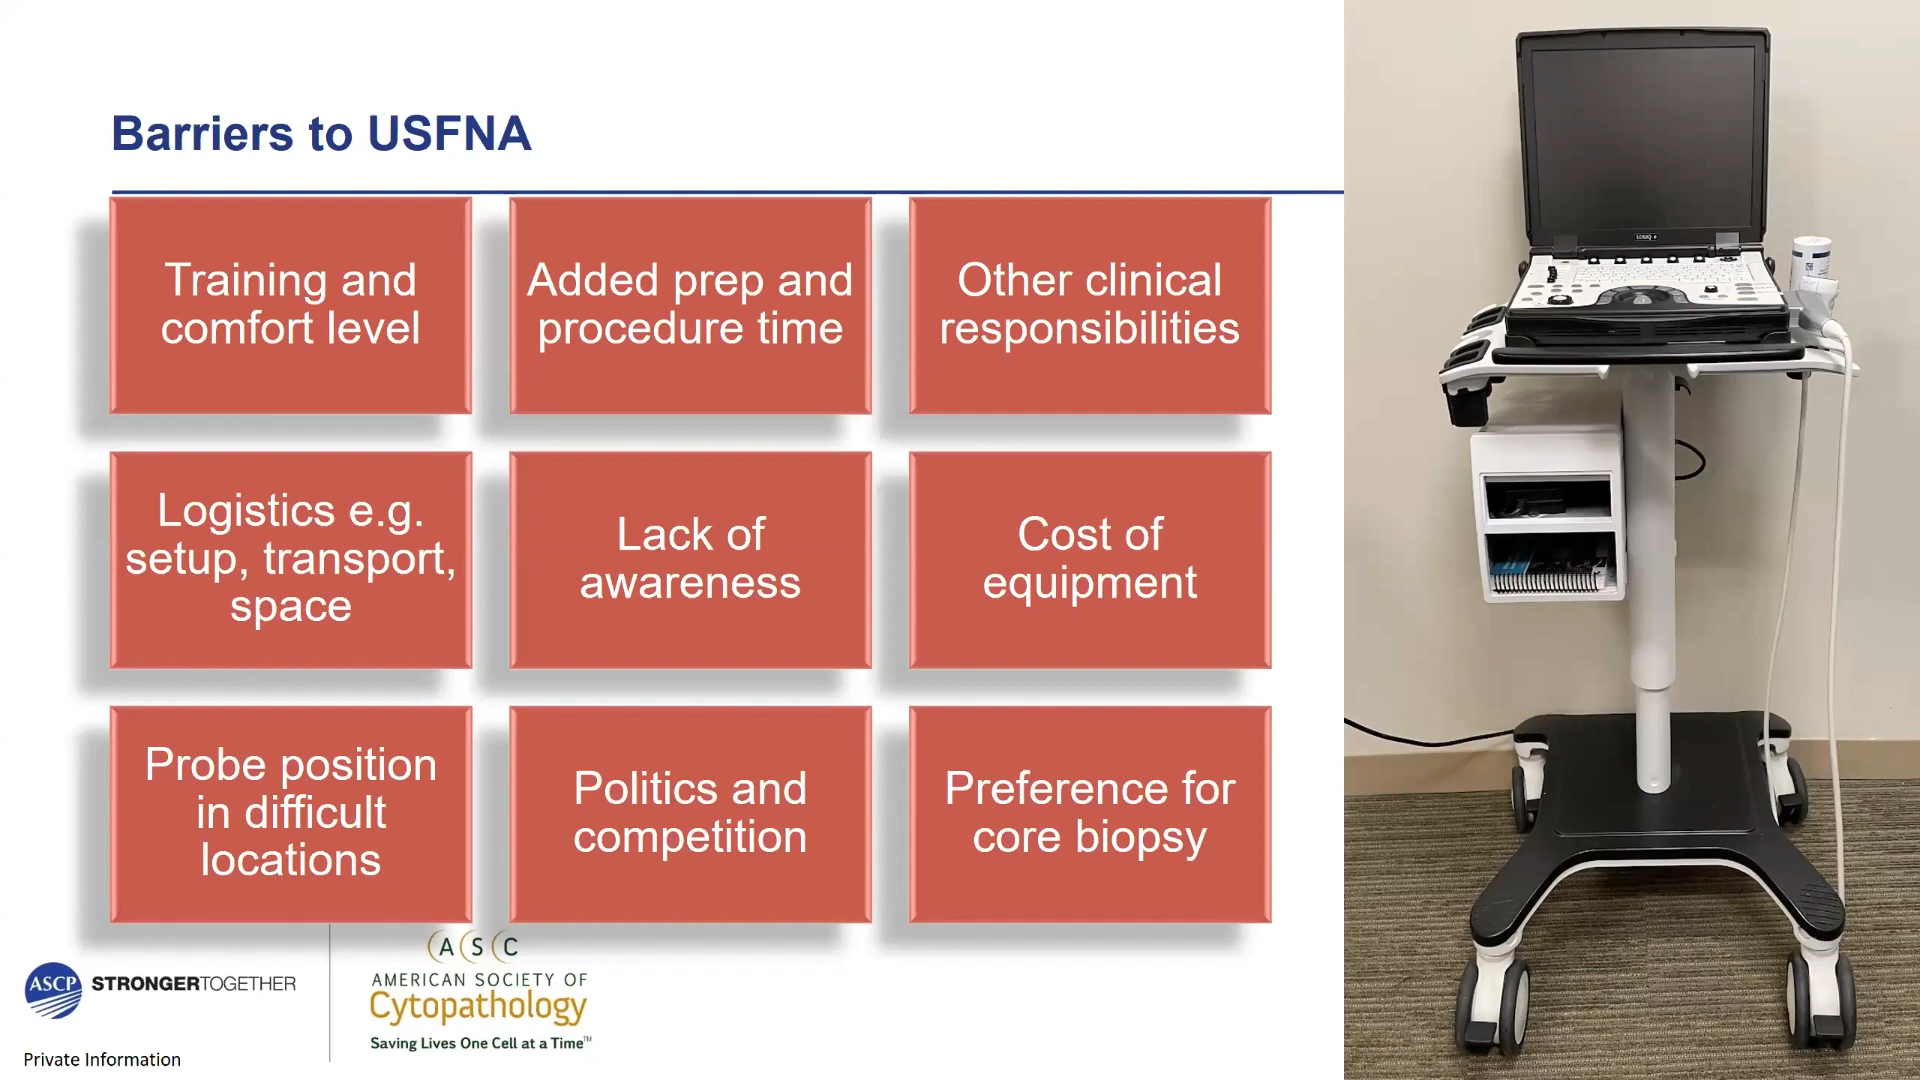 Barriers to USFNA
Training and
comfort level
Added prep and
procedure time
Other clinical
responsibilities
Logistics e.g.
setup, transport,
space
Lack of
awareness
Cost of
equipment
Probe position
in difficult
locations
Politics and
competition
Preference for
core biopsy
ASCP STRONGERTOGETHER
A S C
AMERICAN SOCIETY OF
Cytopathology
Saving Lives One Cell at a Time™
Private Information
LOGIQ e